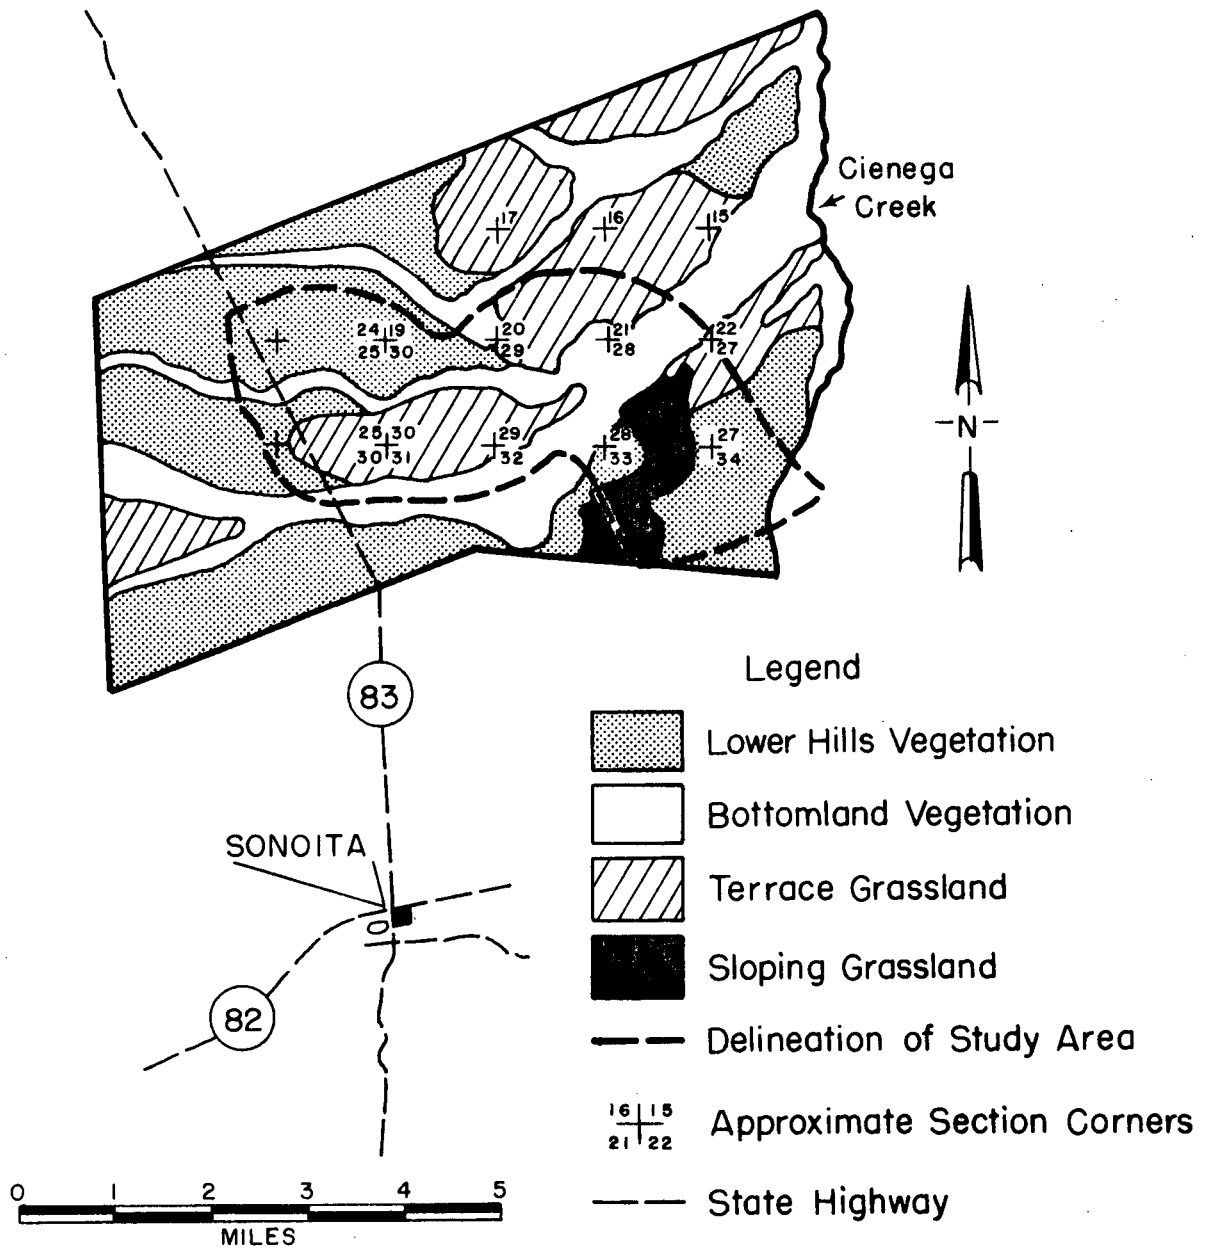 Cienega
Creek
17
16
15
24 19
25 30
20
29
21
28
22
27
25 30
30 31
29
32
28
33
27
34
N
83
SONOITA
82
Legend
Lower Hills Vegetation
Bottomland Vegetation
Terrace Grassland
Sloping Grassland
Delineation of Study Area
16 15
21 22
Approximate Section Corners
State Highway
0 1 2 3 4 5
MILES